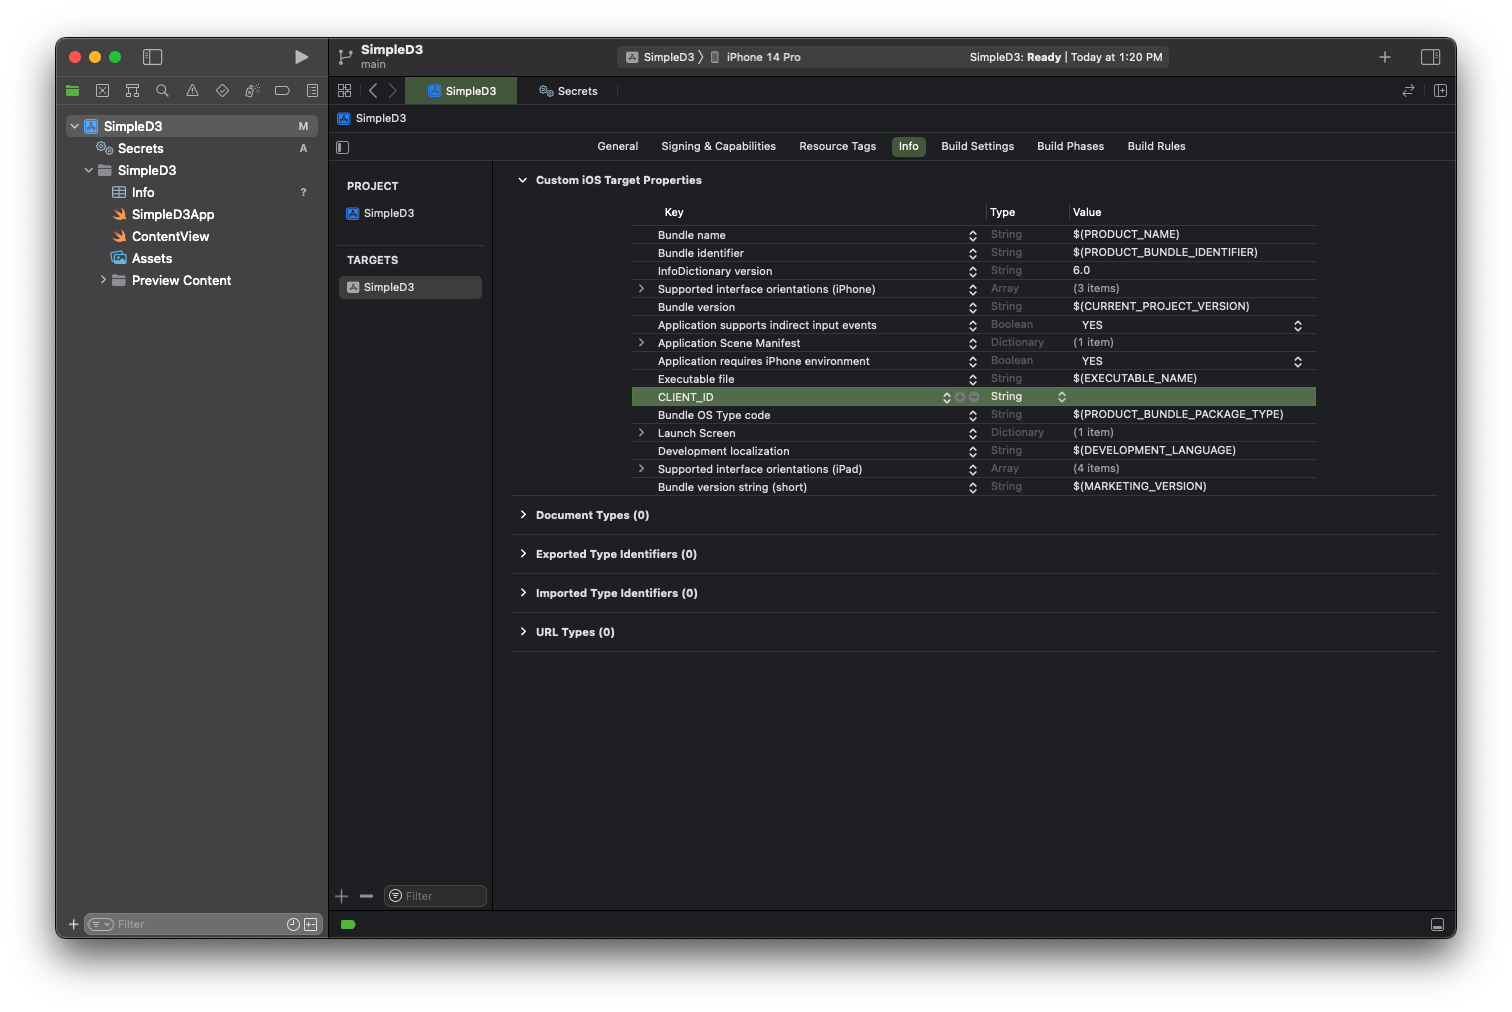 SimpleD3
main
SimpleD3
iPhone 14 Pro
SimpleD3: Ready | Today at 1:20 PM
SimpleD3
Secrets
SimpleD3
SimpleD3 M
Secrets A
SimpleD3
Info ?
SimpleD3App
ContentView
Assets
Preview Content
General Signing & Capabilities Resource Tags Info Build Settings Build Phases Build Rules
PROJECT
SimpleD3
TARGETS
SimpleD3
Custom iOS Target Properties
Key Type Value
Bundle name String $(PRODUCT_NAME)
Bundle identifier String $(PRODUCT_BUNDLE_IDENTIFIER)
InfoDictionary version String 6.0
Supported interface orientations (iPhone) Array (3 items)
Bundle version String $(CURRENT_PROJECT_VERSION)
Application supports indirect input events Boolean YES
Application Scene Manifest Dictionary (1 item)
Application requires iPhone environment Boolean YES
Executable file String $(EXECUTABLE_NAME)
CLIENT_ID String
Bundle OS Type code String $(PRODUCT_BUNDLE_PACKAGE_TYPE)
Launch Screen Dictionary (1 item)
Development localization String $(DEVELOPMENT_LANGUAGE)
Supported interface orientations (iPad) Array (4 items)
Bundle version string (short) String $(MARKETING_VERSION)
Document Types (0)
Exported Type Identifiers (0)
Imported Type Identifiers (0)
URL Types (0)
Filter
Filter